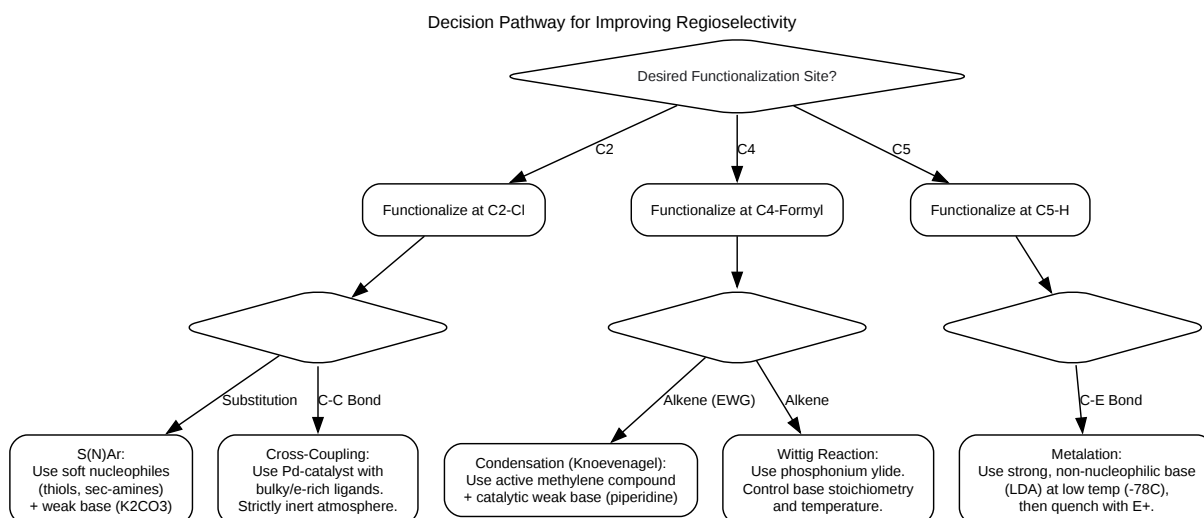 Decision Pathway for Improving Regioselectivity
Desired Functionalization Site?
C2
C4
C5
Functionalize at C2-Cl
Functionalize at C4-Formyl
Functionalize at C5-H
Substitution
C-C Bond
Alkene (EWG)
Alkene
C-E Bond
S(N)Ar:
Use soft nucleophiles
(thiols, sec-amines)
+ weak base (K2CO3)
Cross-Coupling:
Use Pd-catalyst with
bulky/e-rich ligands.
Strictly inert atmosphere.
Condensation (Knoevenagel):
Use active methylene compound
+ catalytic weak base (piperidine)
Wittig Reaction:
Use phosphonium ylide.
Control base stoichiometry
and temperature.
Metalation:
Use strong, non-nucleophilic base
(LDA) at low temp (-78C),
then quench with E+.